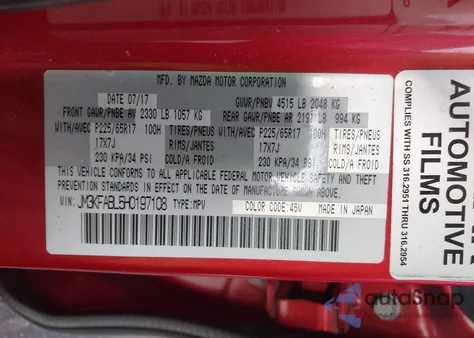 MFD. BY MAZDA MOTOR CORPORATION
DATE 07/17 GVWR/PNBV 4515 LB 2048 KG
FRONT GAWR/PNBE AV 2330 LB 1057 KG REAR GAWR/PNBE AR 2191 LB 994 KG
WITH/AVEC P225/65R17 100H TIRES/PNEUS WITH/AVEC P225/65R17 100H TIRES/PNEUS
17X7J RIMS/JANTES 17X7J RIMS/JANTES
230 KPA/34 PSI COLD/A FROID 230 KPA/34 PSI COLD/A FROID
THIS VEHICLE CONFORMS TO ALL APPLICABLE FEDERAL MOTOR VEHICLE
SAFETY, BUMPER, AND THEFT PREVENTION STANDARDS IN EFFECT ON THE
DATE OF MANUFACTURE SHOWN ABOVE.
VIN: JM3KFABL5H0197108 TYPE: MPV COLOR CODE: 46V MADE IN JAPAN
COMPLIES WITH SS 316.2951 THRU 316.2954
AUTOMOTIVE
FILMS
autoSnap